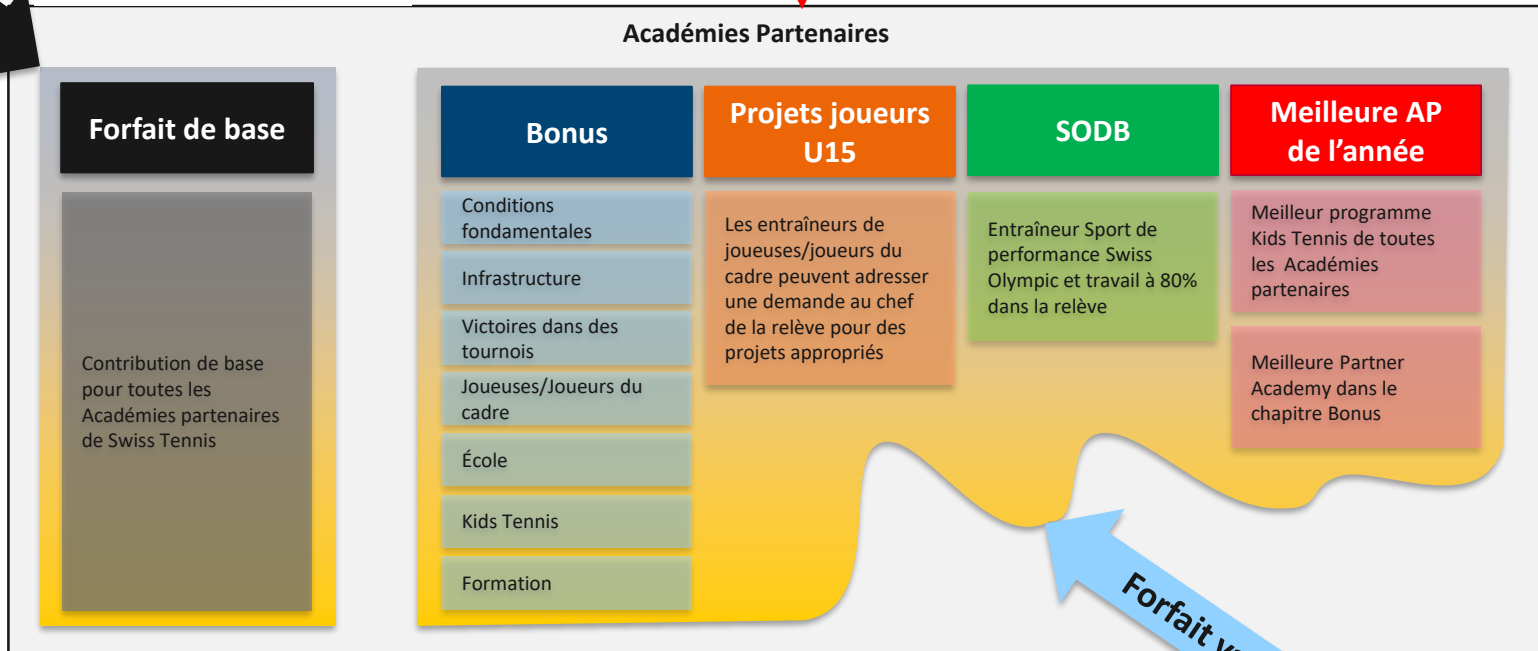 Académies Partenaires
Forfait de base
Contribution de base
pour toutes les
Académies partenaires
de Swiss Tennis
Bonus
Conditions
fondamentales
Infrastructure
Victoires dans des
tournois
Joueuses/Joueurs du
cadre
École
Kids Tennis
Formation
Projets joueurs
U15
Les entraîneurs de
joueuses/joueurs du
cadre peuvent adresser
une demande au chef
de la relève pour des
projets appropriés
SODB
Entraîneur Sport de
performance Swiss
Olympic et travail à 80%
dans la relève
Meilleure AP
de l'année
Meilleur programme
Kids Tennis de toutes
les Académies
partenaires
Meilleure Partner
Academy dans le
chapitre Bonus
Forfait